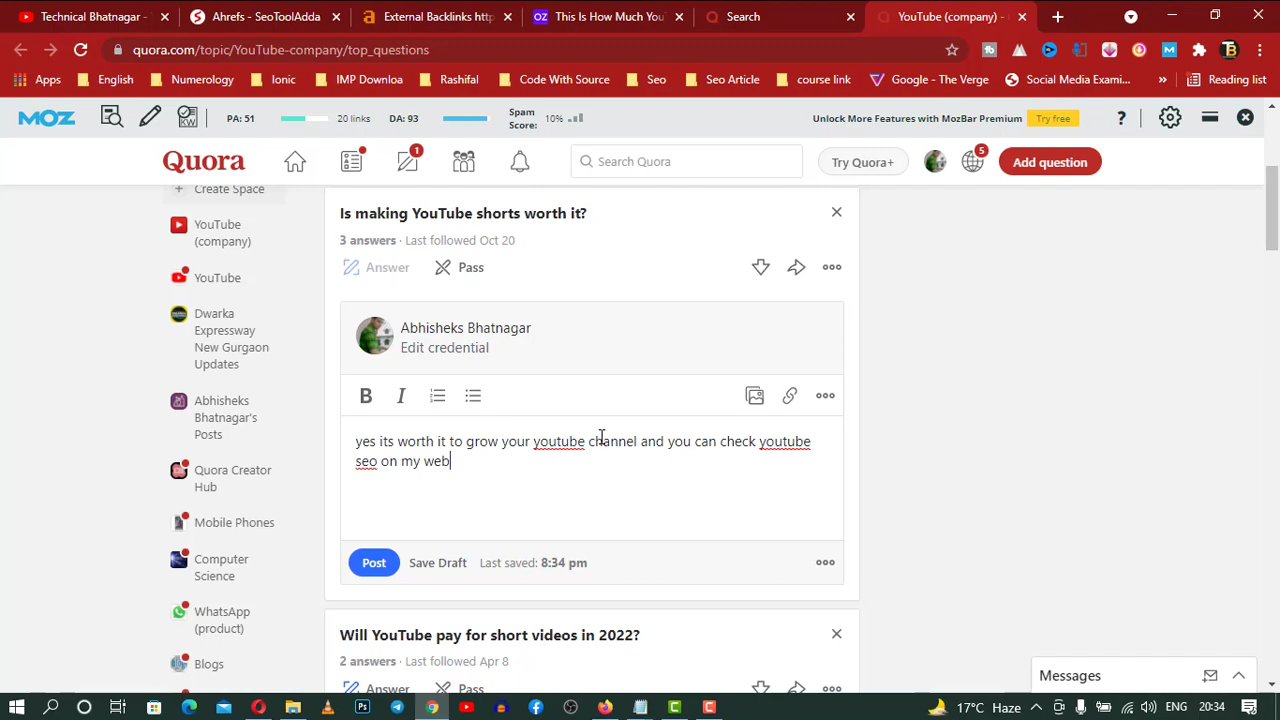 Technical Bhatnagar - YouTube
Ahrefs - SeoToolAdda
External Backlinks http
This Is How Much You
Search
YouTube (company) -
quora.com/topic/YouTube-company/top_questions
Apps
English
Numerology
Ionic
IMP Downloa
Rashifal
Code With Source
Seo
Seo Article
course link
Google - The Verge
Social Media Exami...
»
Reading list
MOZ
PA: 51
20 links
DA: 93
Spam Score: 10%
Unlock More Features with MozBar Premium
Try free
Quora
1
Search Quora
Try Quora+
5
Add question
Create Space
YouTube (company)
YouTube
Dwarka Expressway New Gurgaon Updates
Abhisheks Bhatnagar's Posts
Quora Creator Hub
Mobile Phones
Computer Science
WhatsApp (product)
Blogs
Is making YouTube shorts worth it?
3 answers · Last followed Oct 20
Answer
Pass
Abhisheks Bhatnagar
Edit credential
B I
yes its worth it to grow your youtube channel and you can check youtube
seo on my web
Post
Save Draft
Last saved: 8:34 pm
Will YouTube pay for short videos in 2022?
2 answers · Last followed Apr 8
Answer
Pass
Messages
17°C Haze
ENG
20:34